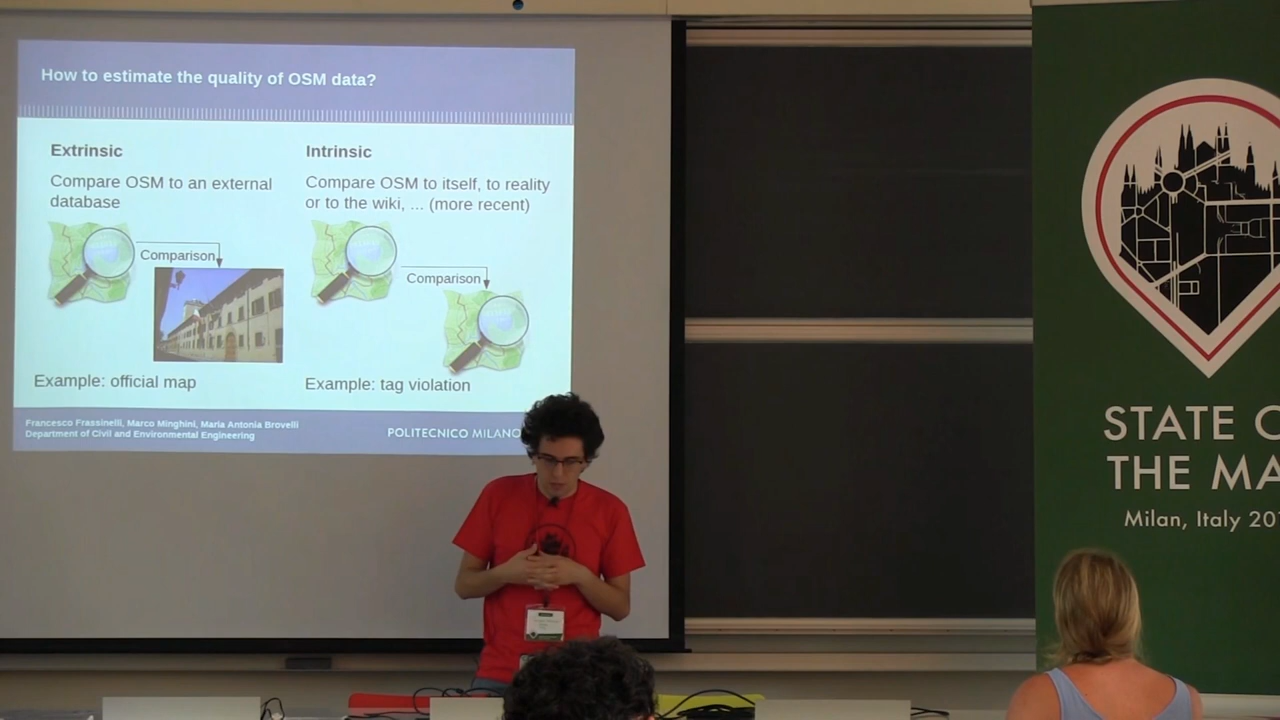 How to estimate the quality of OSM data?
Extrinsic
Compare OSM to an external
database
Comparison
Example: official map
Intrinsic
Compare OSM to itself, to reality
or to the wiki, ... (more recent)
Comparison
Example: tag violation
Francesco Frassinelli, Marco Minghini, Maria Antonia Brovelli
Department of Civil and Environmental Engineering
POLITECNICO MILANO
STATE O
THE MA
Milan, Italy 20